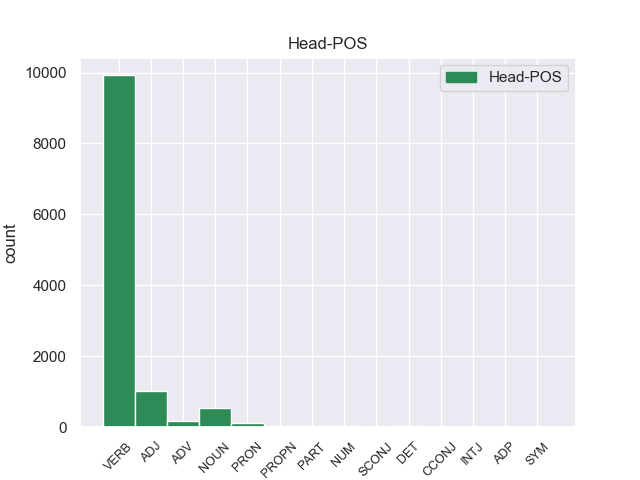 Head-POS
Head-POS
10000
8000
6000
4000
2000
0
count
VERB ADJ ADV NOUN PRON PROPN PART NUM SCONJ DET CCONJ INTJ ADP SYM